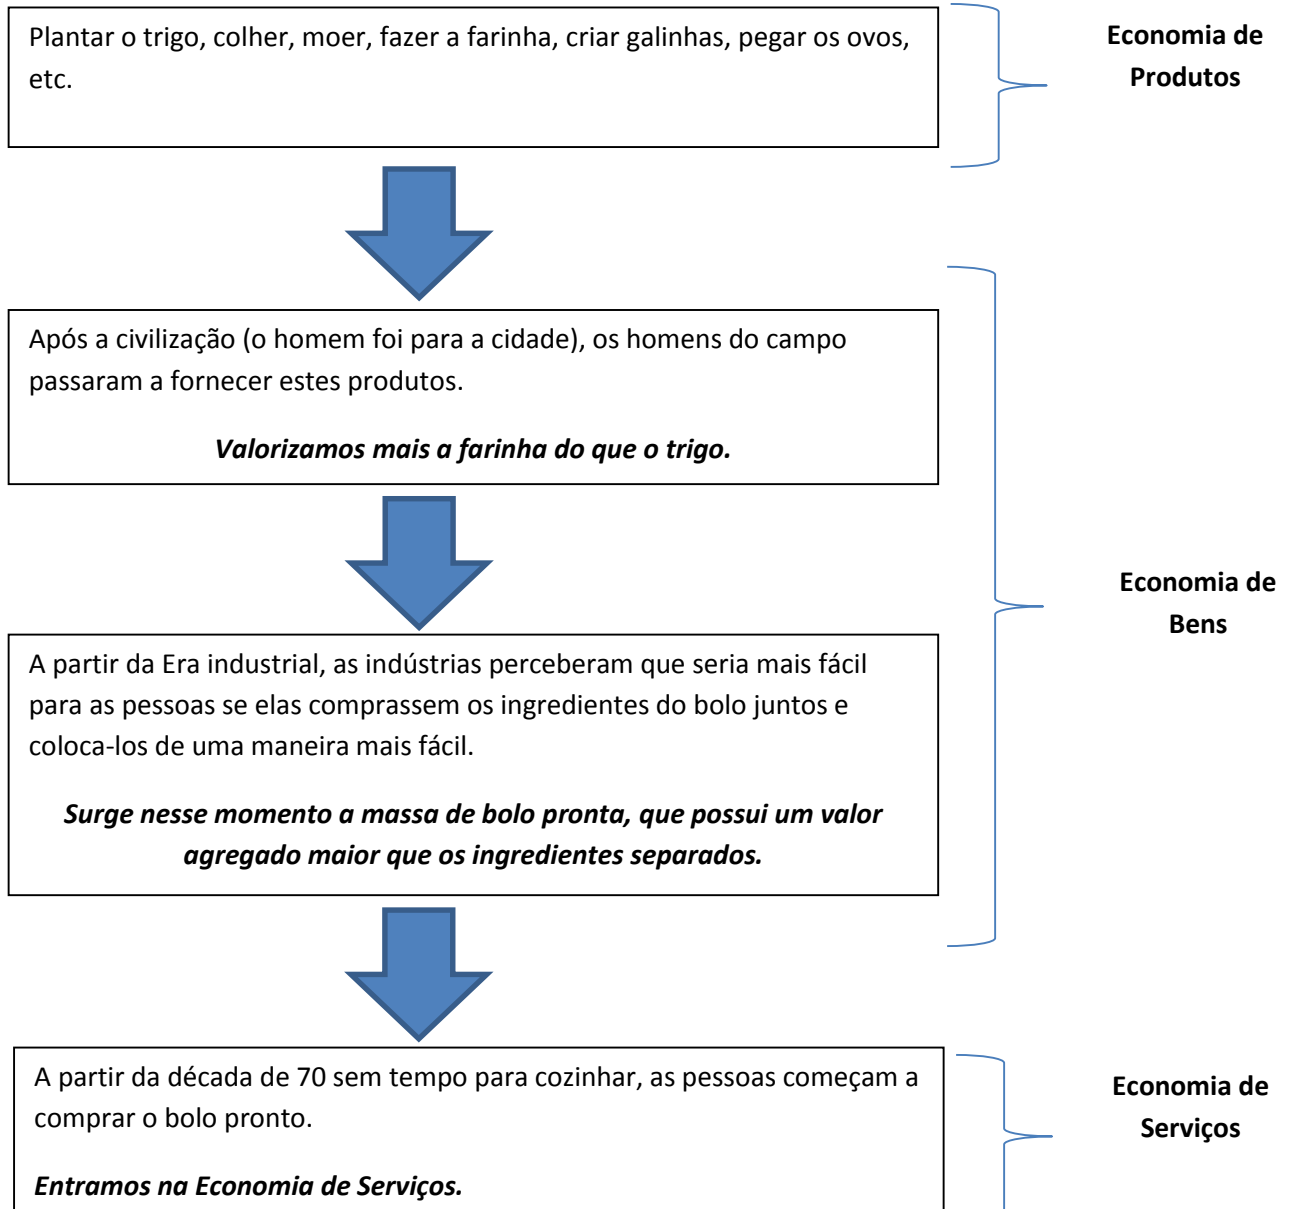 Plantar o trigo, colher, moer, fazer a farinha, criar galinhas, pegar os ovos,
etc.
Economia de
Produtos
Após a civilização (o homem foi para a cidade), os homens do campo
passaram a fornecer estes produtos.
Valorizamos mais a farinha do que o trigo.
A partir da Era industrial, as indústrias perceberam que seria mais fácil
para as pessoas se elas comprassem os ingredientes do bolo juntos e
coloca-los de uma maneira mais fácil.
Surge nesse momento a massa de bolo pronta, que possui um valor
agregado maior que os ingredientes separados.
Economia de
Bens
A partir da década de 70 sem tempo para cozinhar, as pessoas começam a
comprar o bolo pronto.
Entramos na Economia de Serviços.
Economia de
Serviços